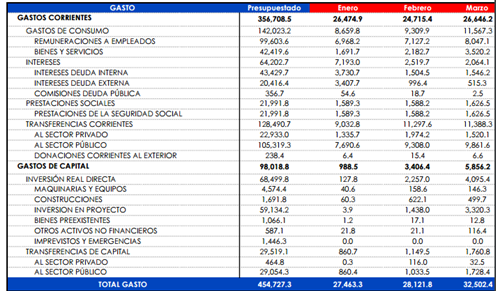 GASTO Presupuestado Enero Febrero Marzo
GASTOS CORRIENTES 356,708.5 26,474.9 24,715.4 26,646.2
GASTOS DE CONSUMO 142,023.2 8,659.8 9,309.9 11,567.3
REMUNERACIONES A EMPLEADOS 99,603.6 6,968.2 7,127.2 8,047.1
BIENES Y SERVICIOS 42,419.6 1,691.7 2,182.7 3,520.2
INTERESES 64,202.7 7,193.0 2,519.7 2,064.1
INTERESES DEUDA INTERNA 43,429.7 3,730.7 1,504.5 1,546.2
INTERESES DEUDA EXTERNA 20,416.4 3,407.7 996.4 515.3
COMISIONES DEUDA PÚBLICA 356.7 54.6 18.7 2.5
PRESTACIONES SOCIALES 21,991.8 1,589.3 1,588.2 1,626.5
PRESTACIONES DE LA SEGURIDAD SOCIAL 21,991.8 1,589.3 1,588.2 1,626.5
TRANSFERENCIAS CORRIENTES 128,490.7 9,032.8 11,297.6 11,388.3
AL SECTOR PRIVADO 22,933.0 1,335.7 1,974.2 1,520.1
AL SECTOR PÚBLICO 105,319.3 7,690.6 9,308.0 9,861.6
DONACIONES CORRIENTES AL EXTERIOR 238.4 6.4 15.4 6.6
GASTOS DE CAPITAL 98,018.8 988.5 3,406.4 5,856.2
INVERSIÓN REAL DIRECTA 68,499.8 127.8 2,257.0 4,095.4
MAQUINARIAS Y EQUIPOS 4,574.4 40.6 158.6 146.3
CONSTRUCCIONES 1,691.8 60.3 622.1 499.7
INVERSION EN PROYECTO 59,134.2 3.9 1,438.0 3,320.3
BIENES PREEXISTENTES 1,066.1 1.2 17.1 12.8
OTROS ACTIVOS NO FINANCIEROS 587.1 21.8 21.1 116.4
IMPREVISTOS Y EMERGENCIAS 1,446.3 0.0 0.0 0.0
TRANSFERENCIAS DE CAPITAL 29,519.1 860.7 1,149.5 1,760.8
AL SECTOR PRIVADO 464.8 0.3 116.0 32.5
AL SECTOR PÚBLICO 29,054.3 860.4 1,033.5 1,728.4
TOTAL GASTO 454,727.3 27,463.3 28,121.8 32,502.4